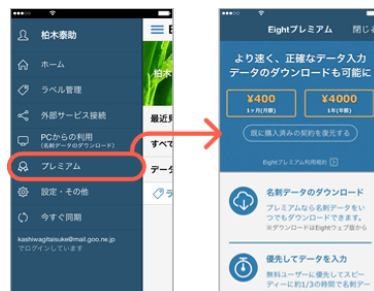 柏木泰助
ホーム
ラベル管理
外部サービス接続
PCからの利用
(名刺データのダウンロード)
プレミアム
設定・その他
今すぐ同期
kashiwagitaisuke@mail.goo.ne.jp
でログインしています
E
柏木
最近
すべて
データ
ラ
Eightプレミアム
閉じる
より速く、正確なデータ入力
データのダウンロードも可能に
¥400
1ヶ月(月額)
¥4000
1年(年額)
既に購入済みの契約を復元する
Eightプレミアム利用規約
名刺データのダウンロード
プレミアムなら名刺データをい
つでもダウンロードできます。
※ダウンロードはEightウェブ版から
優先してデータを入力
無料ユーザーに優先してスピー
ディーに約1/3の時間で名刺デー